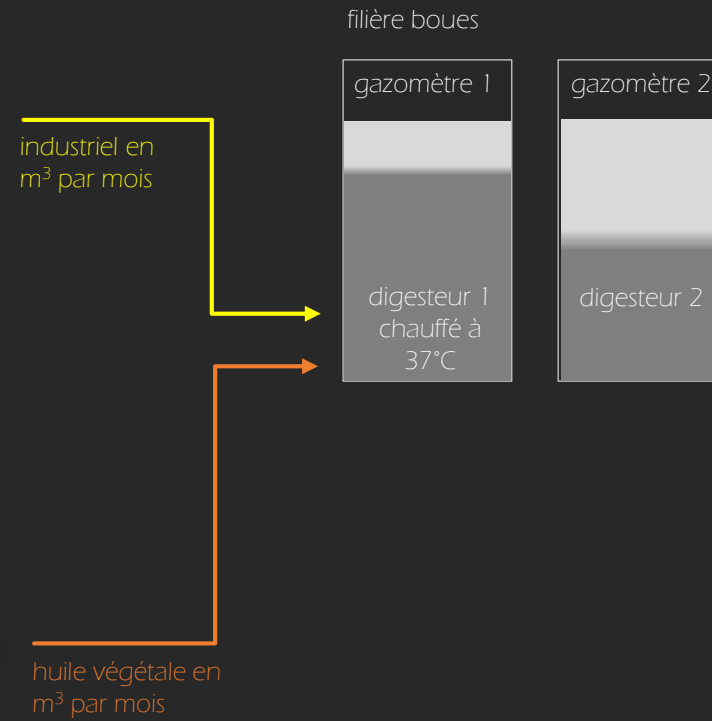 filière boues
gazomètre 1
gazomètre 2
industriel en
m³ par mois
digesteur 1
chauffé à
37°C
digesteur 2
huile végétale en
m³ par mois